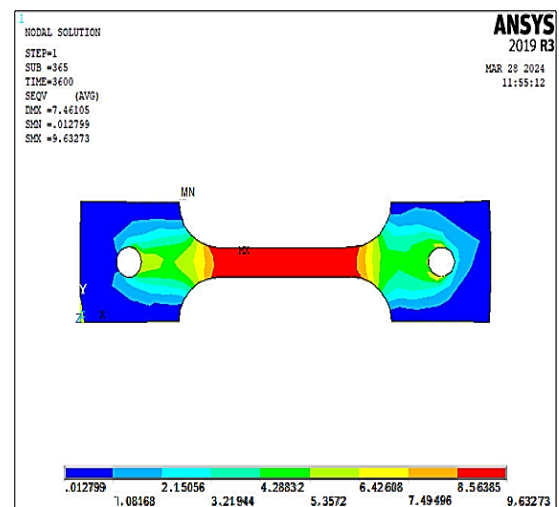 1
ANSYS
2019 R3
NODAL SOLUTION
STEP=1
SUB =365
TIME=3600
SEQV (AVG)
DMX =7.46105
SMN =.012799
SMX =9.63273
MAR 28 2024
11:55:12
MN
MX
Y
Z X
.012799 2.15056 4.28832 6.42608 8.56385
1.08168 3.21944 5.3572 7.49496 9.63273